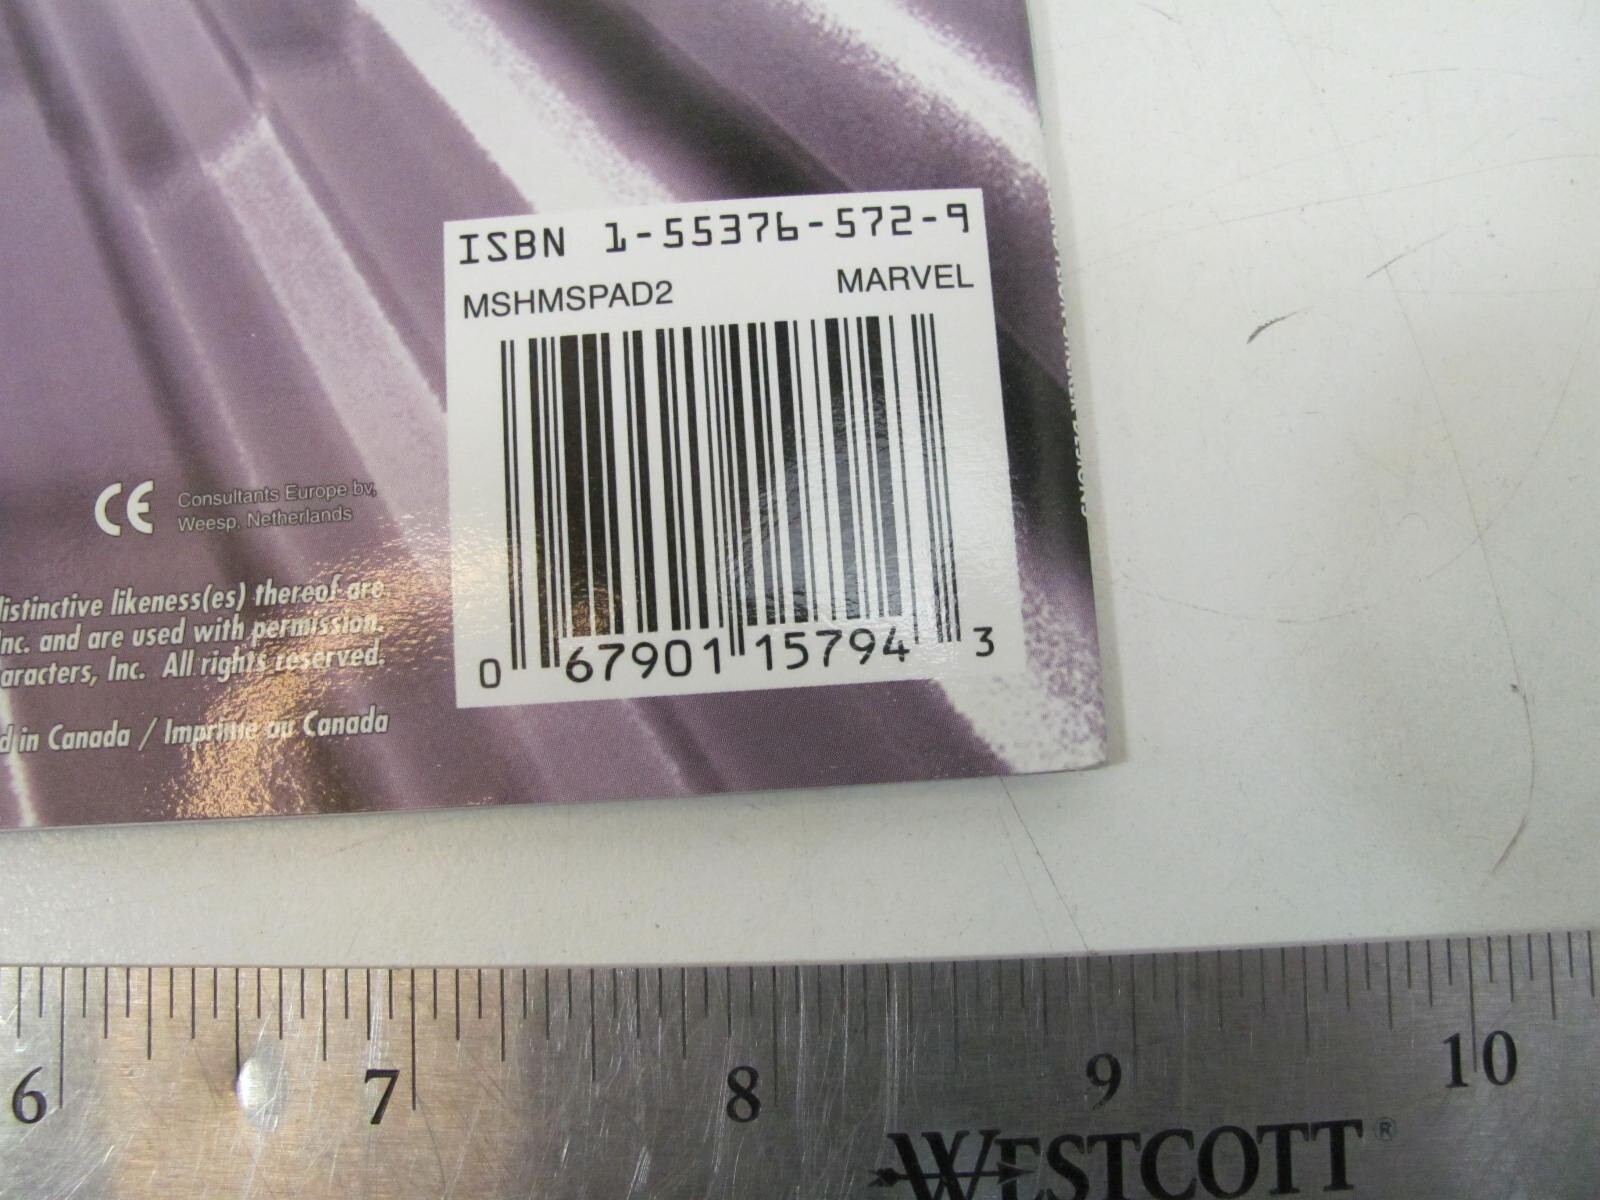 ISBN 1-55376-572-9
MSHMSPAD2 MARVEL
0 67901 15794 3
CE Consultants Europe bv,
Weesp, Netherlands
distinctive likeness(es) thereof are
Inc. and are used with permission.
aracters, Inc. All rights reserved.
d in Canada / Imprimé au Canada
6 7 8 9 10
WESTCOTT®